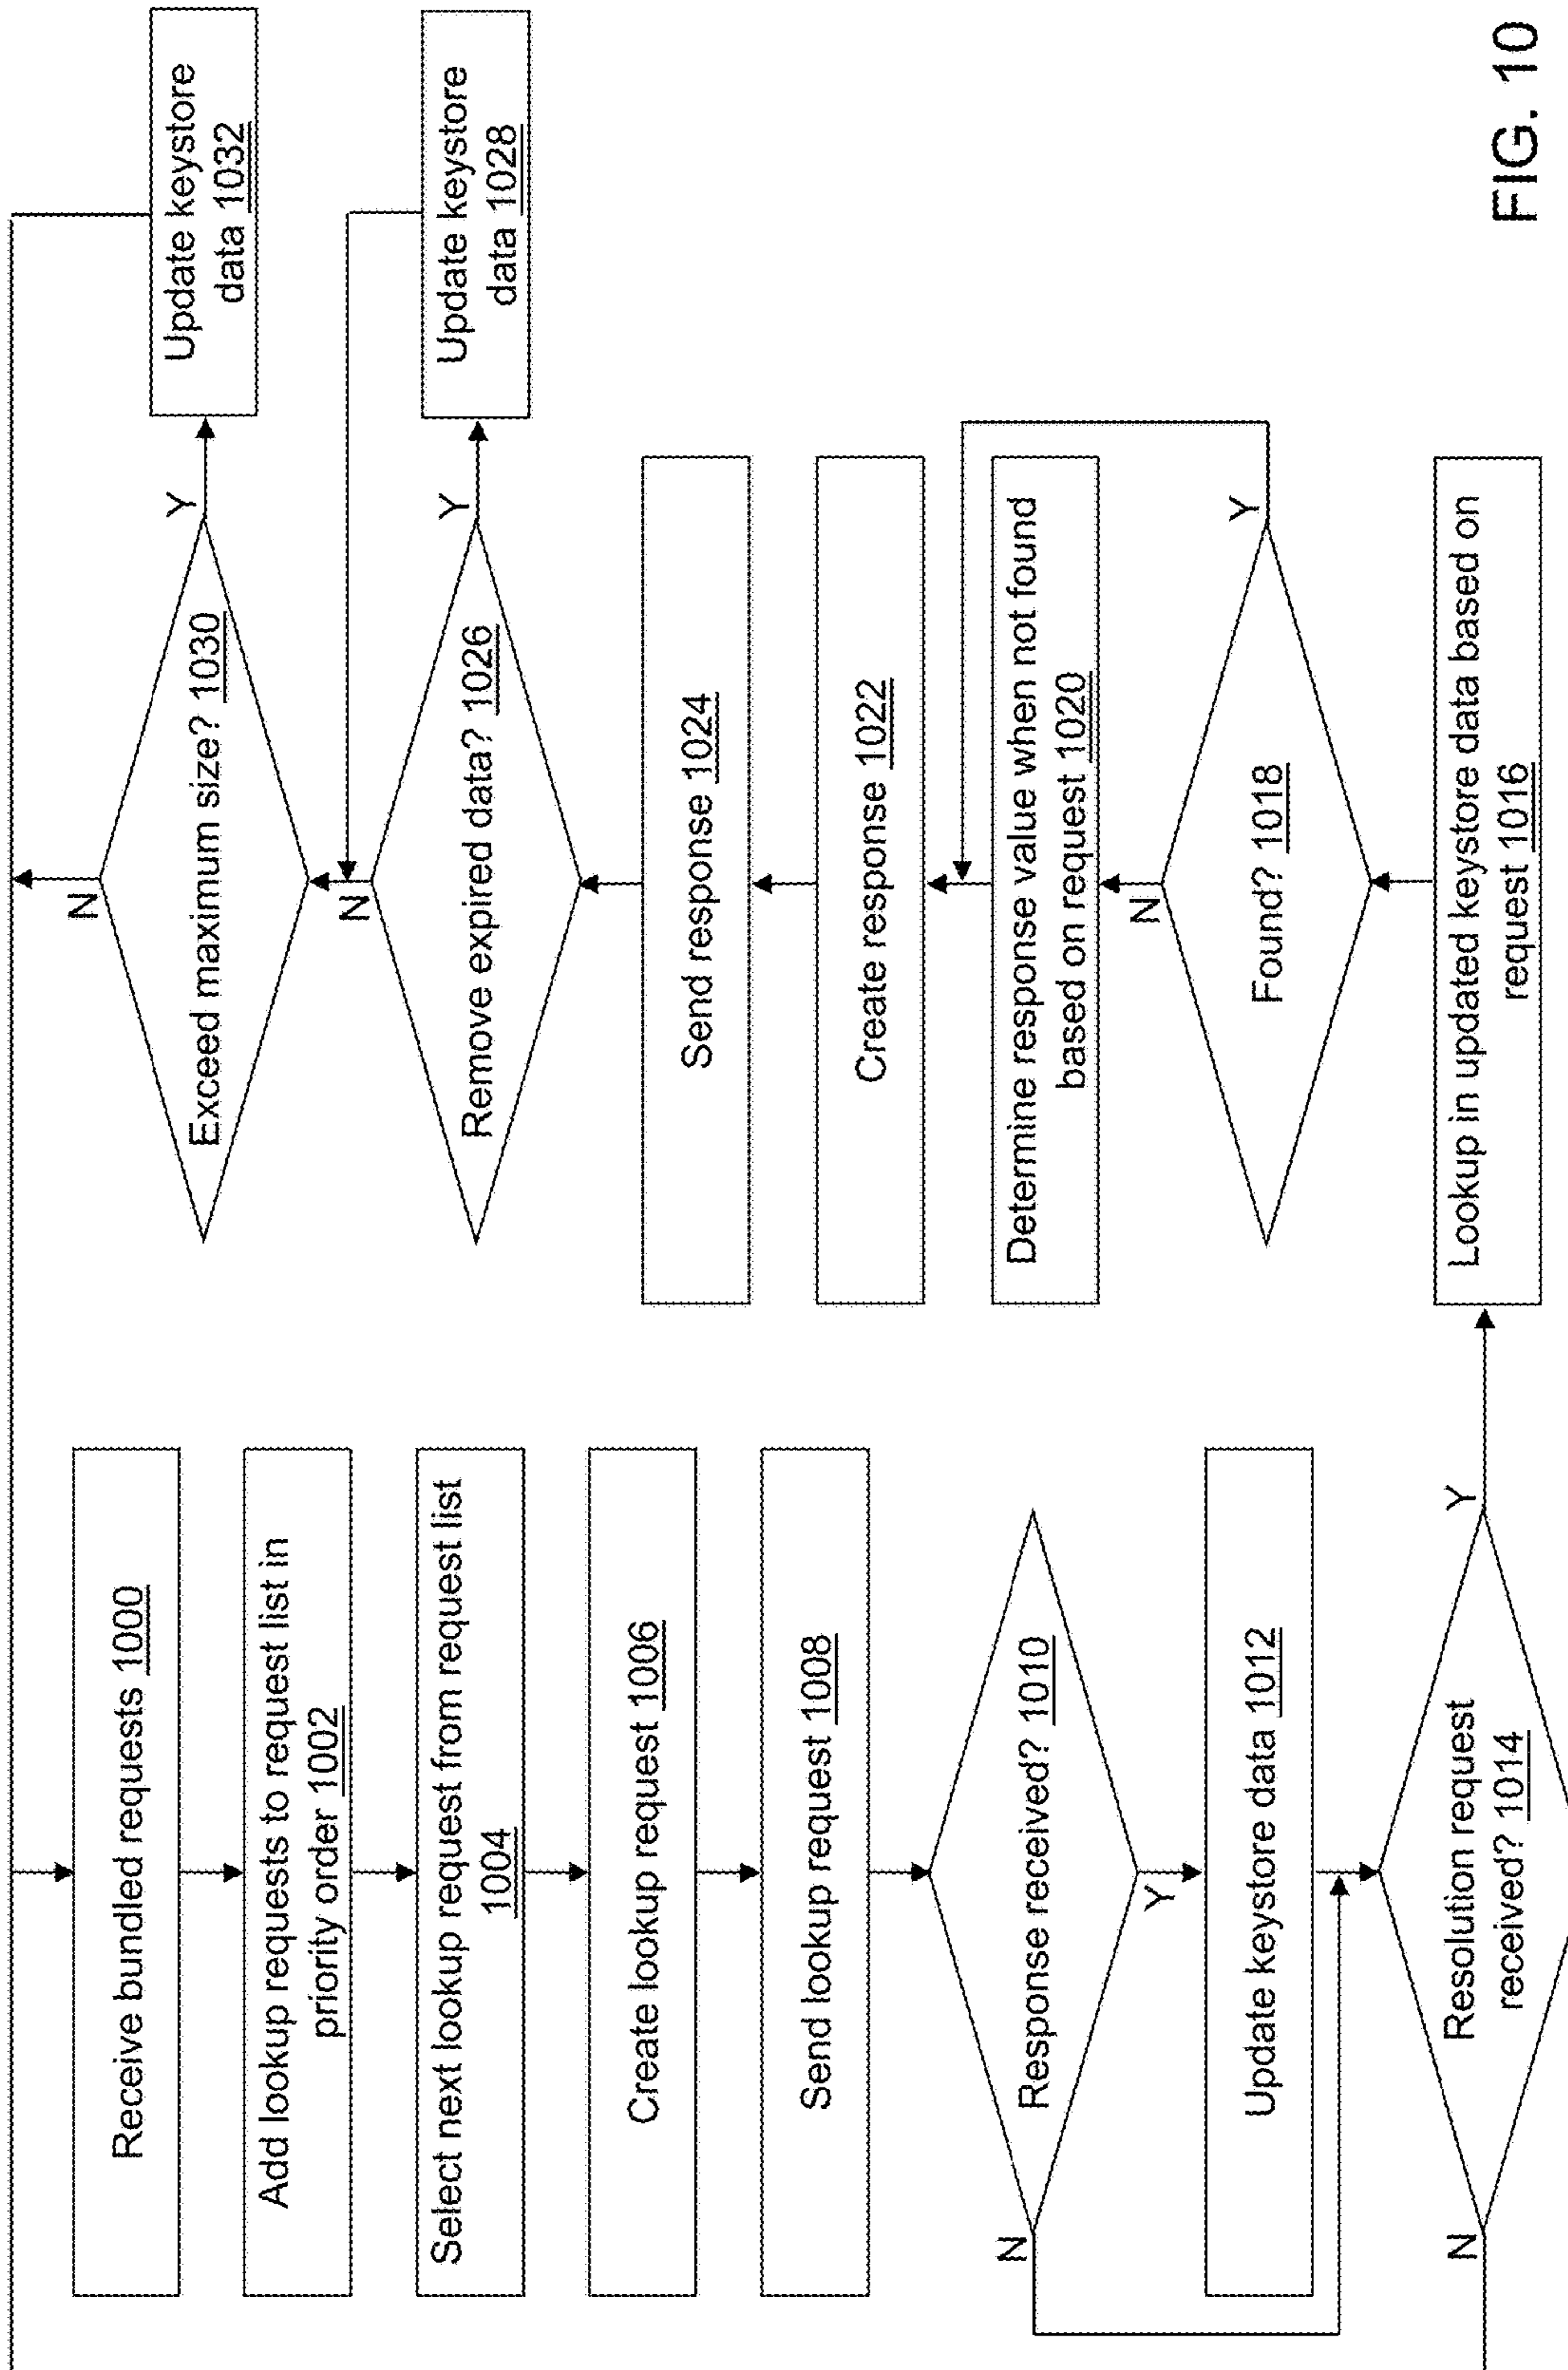 Receive bundled requests 1000
Add lookup requests to request list in
priority order 1002
Select next lookup request from request list
1004
Create lookup request 1006
Send lookup request 1008
Response received? 1010
N
Y
Update keystore data 1012
Resolution request
received? 1014
N
Y
Lookup in updated keystore data based on
request 1016
Found? 1018
Y
N
Determine response value when not found
based on request 1020
Create response 1022
Send response 1024
Remove expired data? 1026
Y
N
Update keystore
data 1028
Exceed maximum size? 1030
Y
N
Update keystore
data 1032
FIG. 10